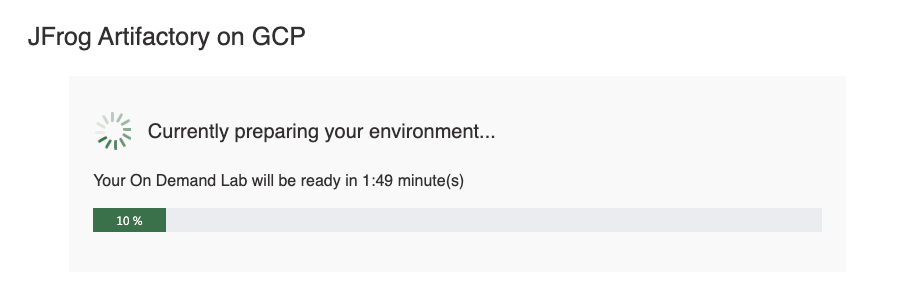 JFrog Artifactory on GCP
Currently preparing your environment...
Your On Demand Lab will be ready in 1:49 minute(s)
10 %